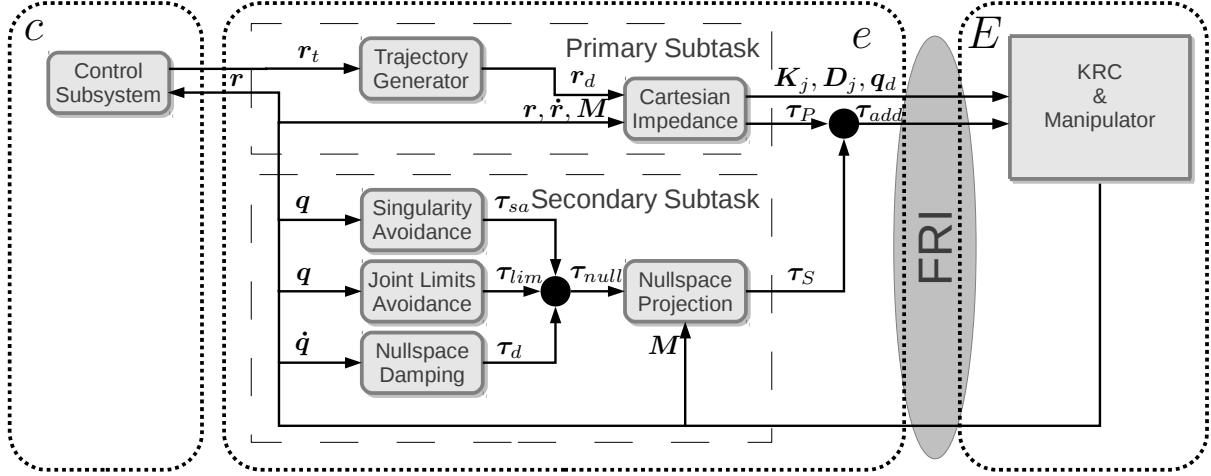 c
e
E
Control
Subsystem
r_t
r
Trajectory
Generator
r_d
r, ṙ, M
Primary Subtask
Cartesian
Impedance
K_j, D_j, q_d
τ_P
τ_add
KRC
&
Manipulator
FRI
Secondary Subtask
q
Singularity
Avoidance
τ_sa
q
Joint Limits
Avoidance
τ_lim
τ_null
Nullspace
Projection
τ_S
q̇
Nullspace
Damping
τ_d
M